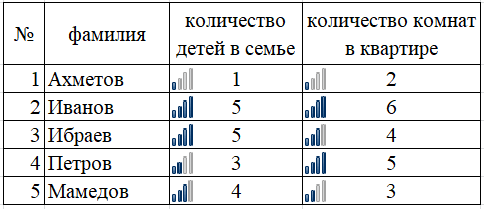 № фамилия количество детей в семье количество комнат в квартире
1 Ахметов 1 2
2 Иванов 5 6
3 Ибраев 5 4
4 Петров 3 5
5 Мамедов 4 3